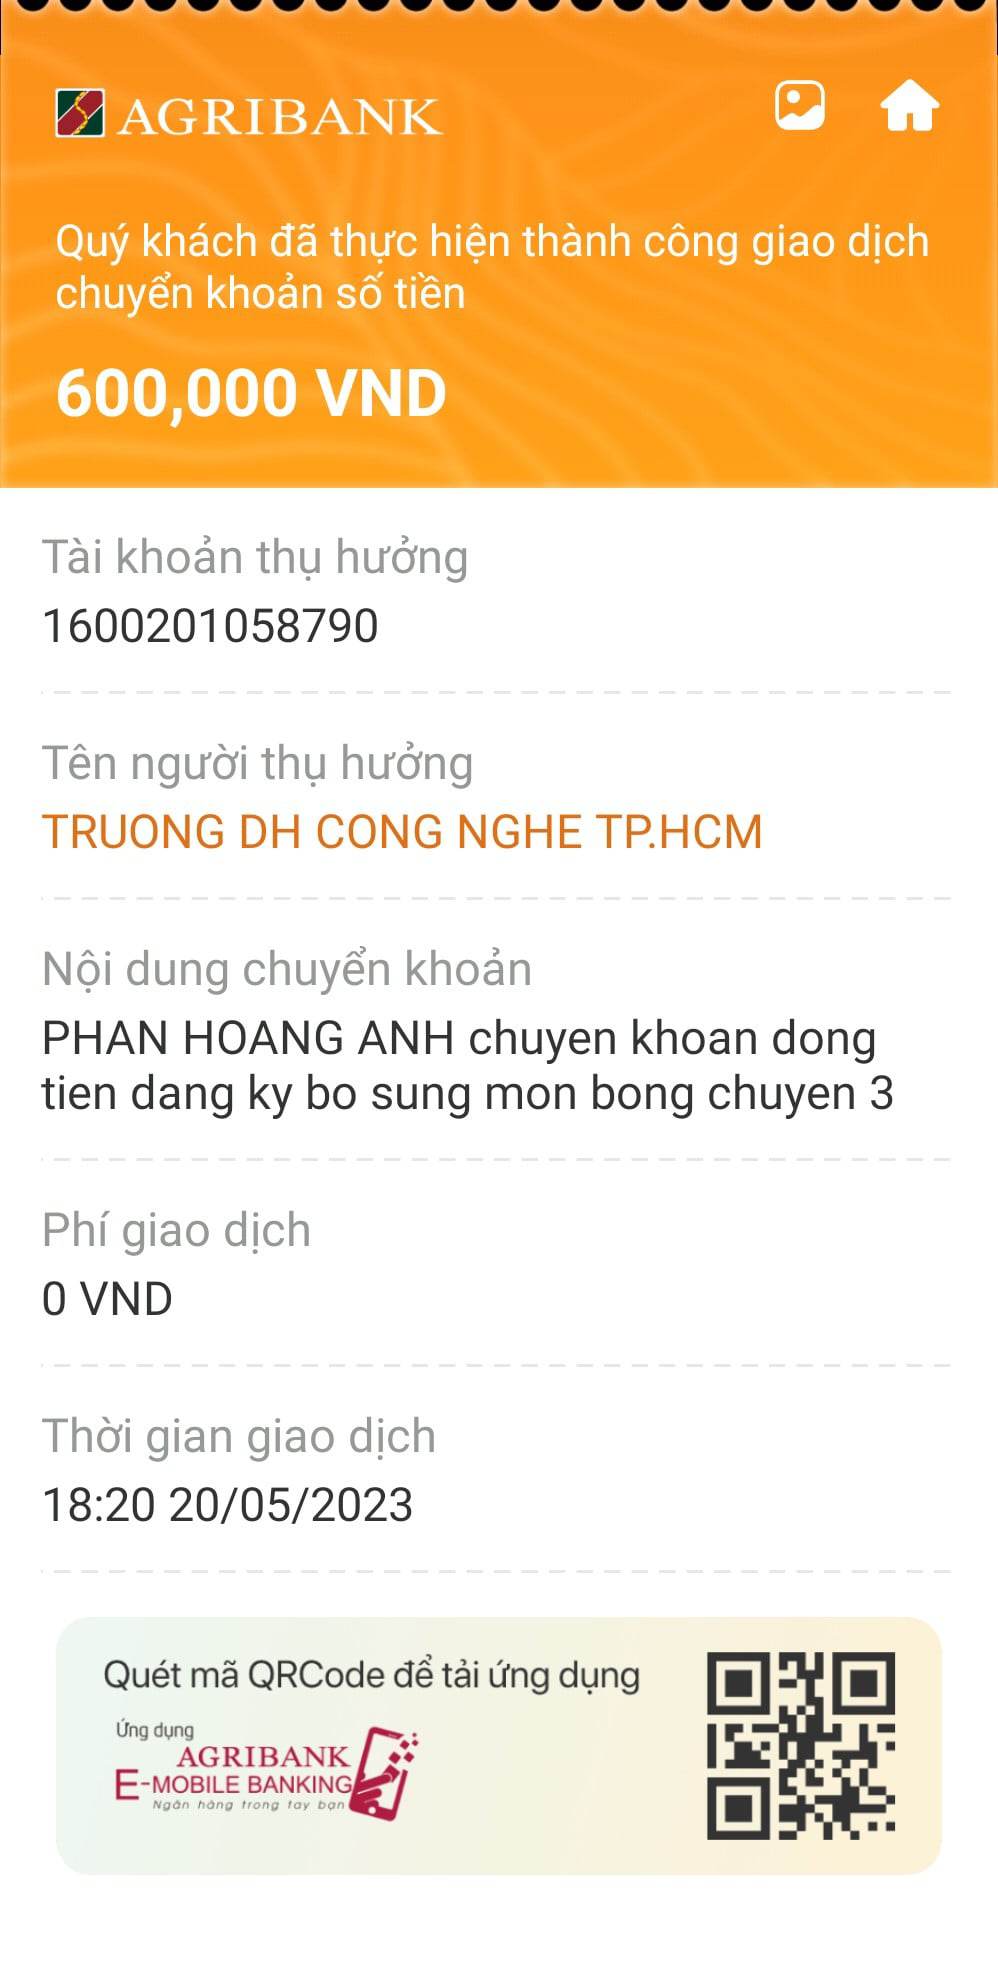 AGRIBANK
Quý khách đã thực hiện thành công giao dịch
chuyển khoản số tiền
600,000 VND
Tài khoản thụ hưởng
1600201058790
Tên người thụ hưởng
TRUONG DH CONG NGHE TP.HCM
Nội dung chuyển khoản
PHAN HOANG ANH chuyen khoan dong
tien dang ky bo sung mon bong chuyen 3
Phí giao dịch
0 VND
Thời gian giao dịch
18:20 20/05/2023
Quét mã QRCode để tải ứng dụng
Ứng dụng
AGRIBANK
E-MOBILE BANKING
Ngân hàng trong tay bạn